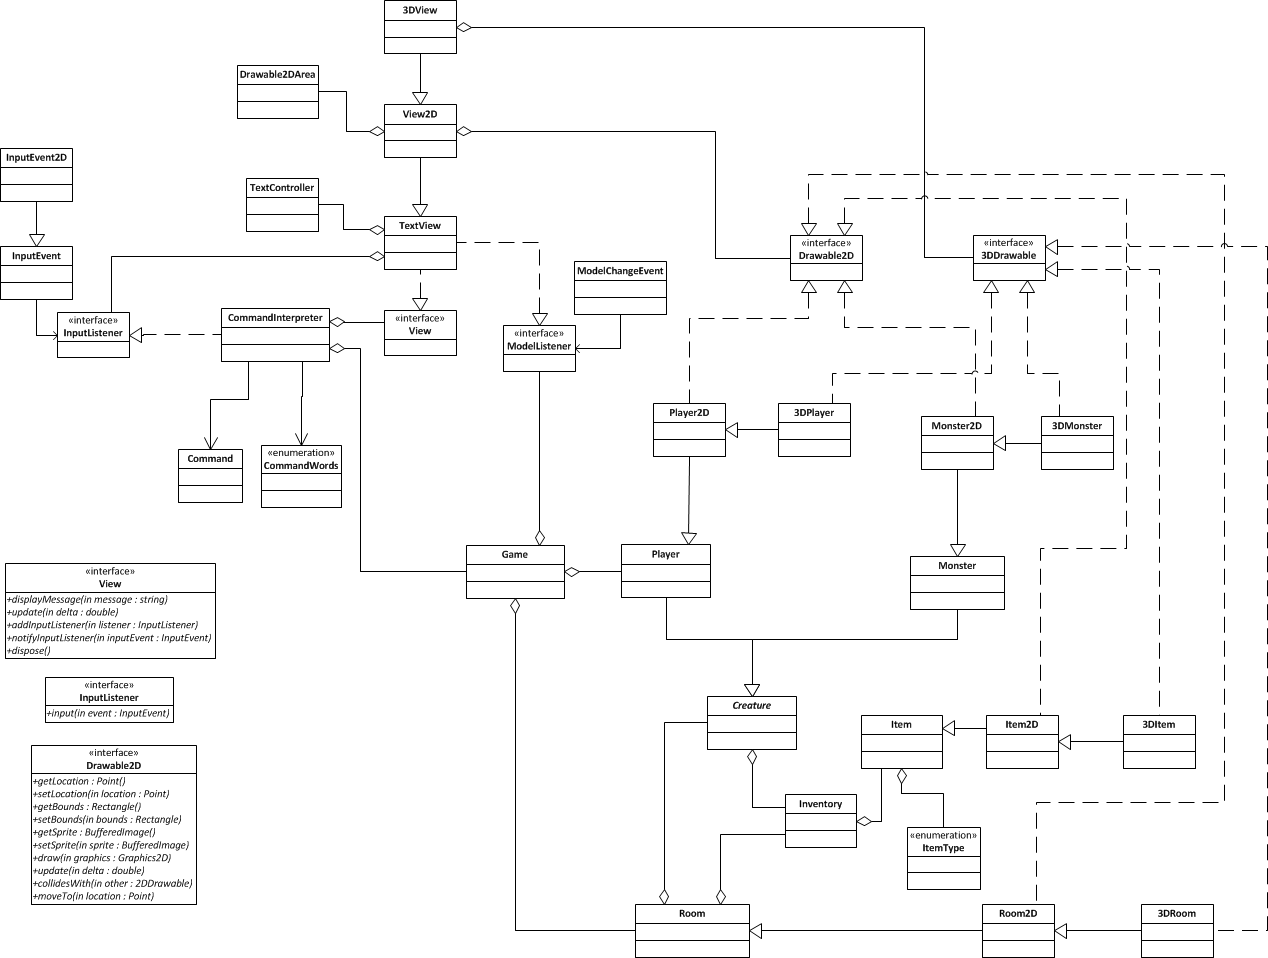 3DView
Drawable2DArea
View2D
InputEvent2D
TextController
TextView
InputEvent
«interface»
Drawable2D
«interface»
3DDrawable
ModelChangeEvent
«interface»
InputListener
CommandInterpreter
«interface»
View
«interface»
ModelListener
Player2D
3DPlayer
Monster2D
3DMonster
Command
«enumeration»
CommandWords
Game
Player
Monster
«interface»
View
+displayMessage(in message : string)
+update(in delta : double)
+addInputListener(in listener : InputListener)
+notifyInputListener(in inputEvent : InputEvent)
+dispose()
«interface»
InputListener
+input(in event : InputEvent)
Creature
Item
Item2D
3DItem
«interface»
Drawable2D
+getLocation : Point()
+setLocation(in location : Point)
+getBounds : Rectangle()
+setBounds(in bounds : Rectangle)
+getSprite : BufferedImage()
+setSprite(in sprite : BufferedImage)
+draw(in graphics : Graphics2D)
+update(in delta : double)
+collidesWith(in other : 2DDrawable)
+moveTo(in location : Point)
Inventory
«enumeration»
ItemType
Room
Room2D
3DRoom